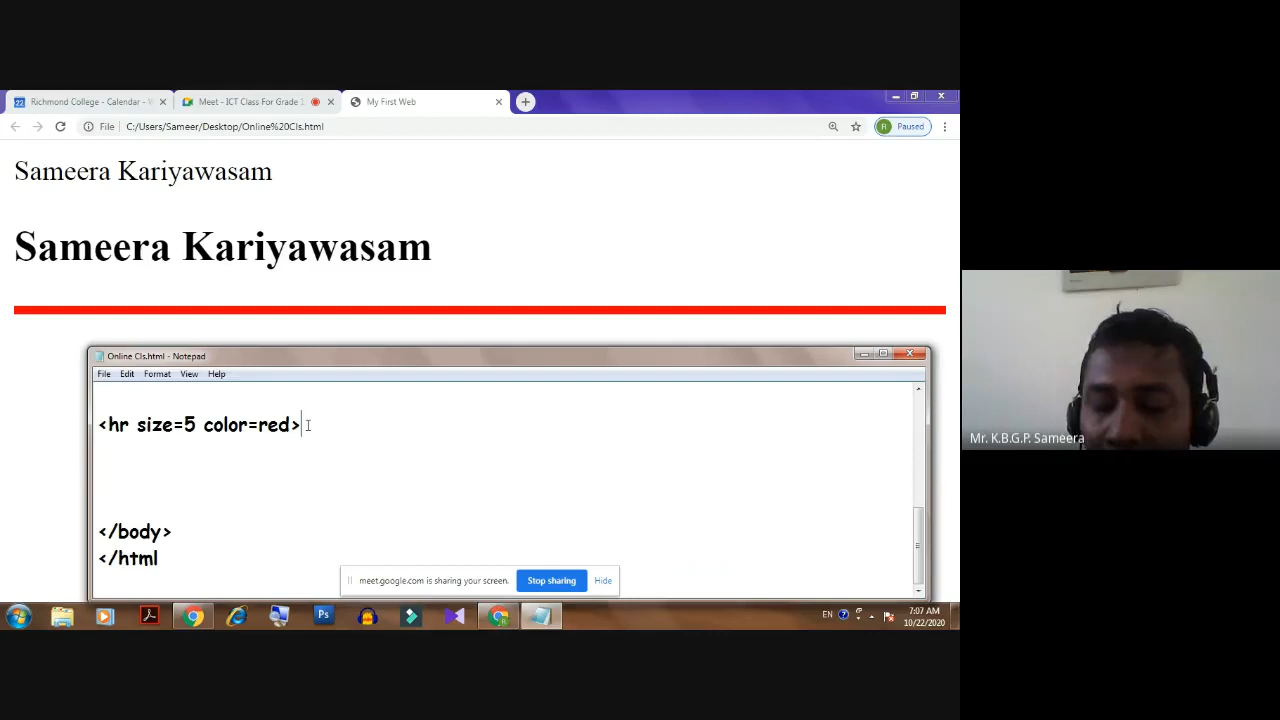 Richmond College - Calendar -
Meet - ICT Class For Grade 1
My First Web
File
C:/Users/Sameer/Desktop/Online%20Cls.html
R
Paused
Sameera Kariyawasam
Sameera Kariyawasam
Online Cls.html - Notepad
File Edit Format View Help
<hr size=5 color=red>
</body>
</html
meet.google.com is sharing your screen.
Stop sharing
Hide
Mr. K.B.G.P. Sameera
Ps
EN
7:07 AM
10/22/2020